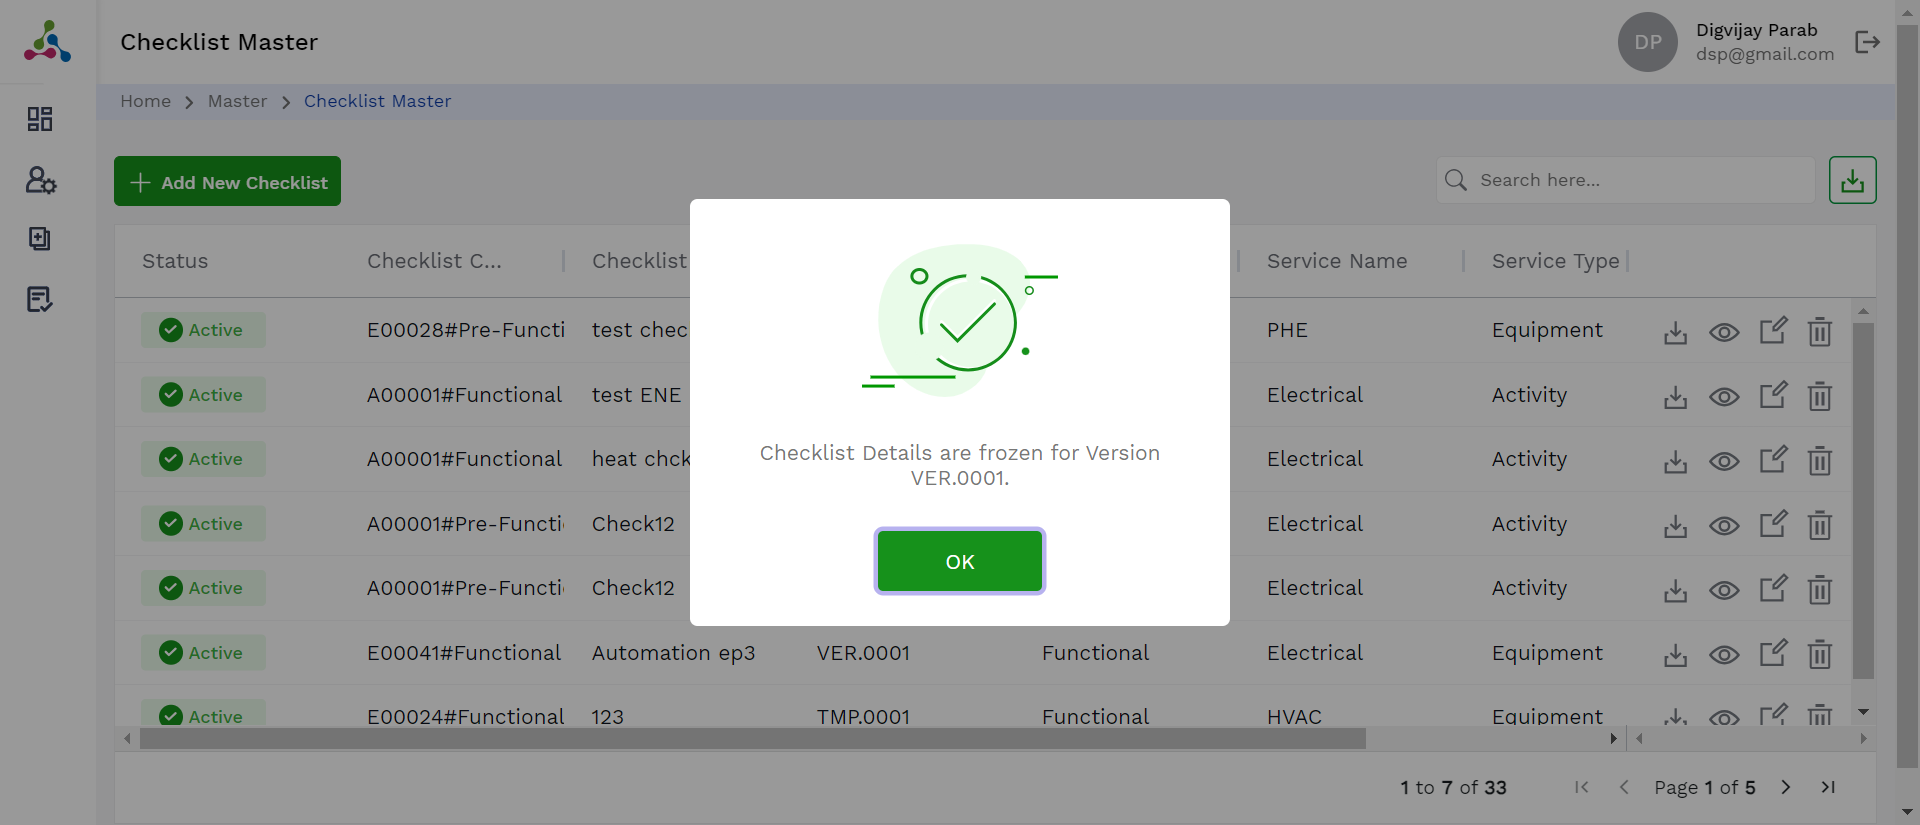 Checklist Master
DP
Digvijay Parab
dsp@gmail.com
Home > Master > Checklist Master
Add New Checklist
Search here...
Status Checklist C... Checklist Service Name Service Type
Active E00028#Pre-Functi test chec PHE Equipment
Active A00001#Functional test ENE Electrical Activity
Active A00001#Functional heat chck Electrical Activity
Active A00001#Pre-Functi Check12 Electrical Activity
Active A00001#Pre-Functi Check12 Electrical Activity
Active E00041#Functional Automation ep3 VER.0001 Functional Electrical Equipment
Active E00024#Functional 123 TMP.0001 Functional HVAC Equipment
Checklist Details are frozen for Version
VER.0001.
OK
1 to 7 of 33 Page 1 of 5